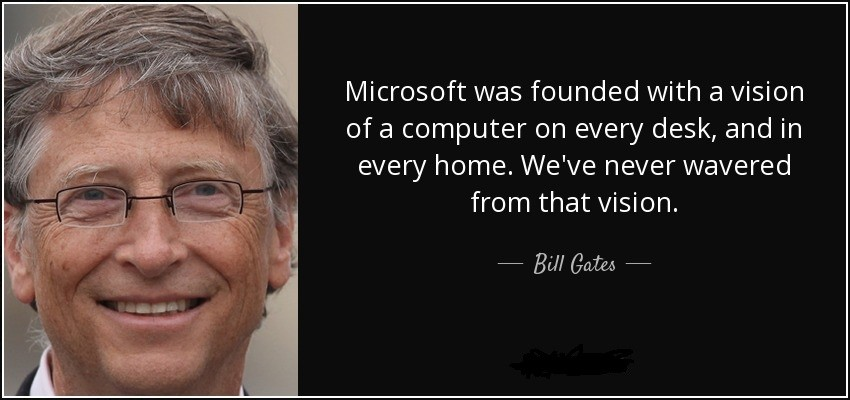 Microsoft was founded with a vision
of a computer on every desk, and in
every home. We've never wavered
from that vision.
Bill Gates